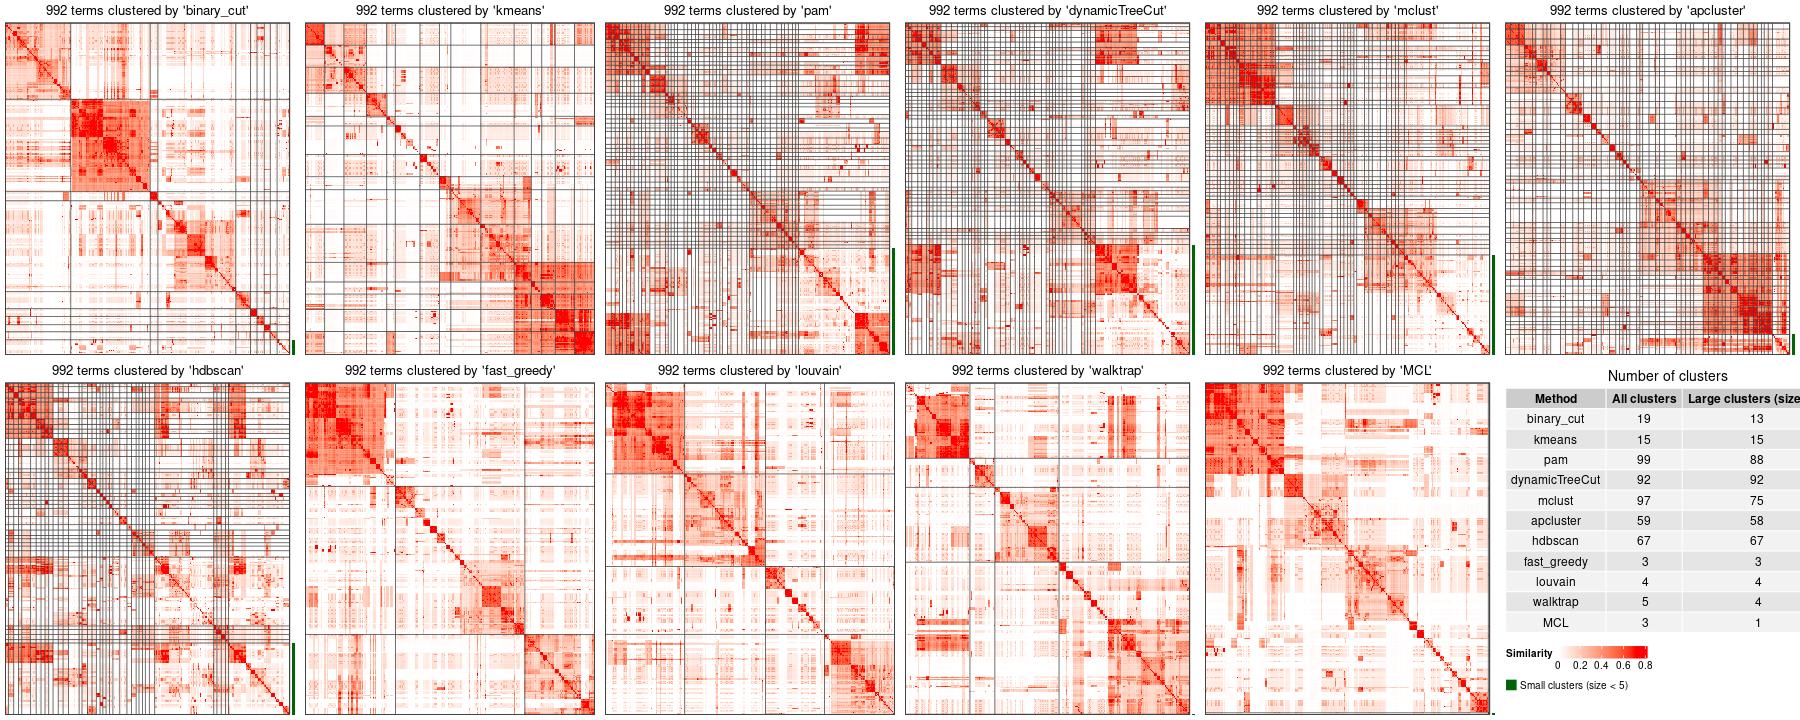 992 terms clustered by 'binary_cut'
992 terms clustered by 'kmeans'
992 terms clustered by 'pam'
992 terms clustered by 'dynamicTreeCut'
992 terms clustered by 'mclust'
992 terms clustered by 'apcluster'
992 terms clustered by 'hdbscan'
992 terms clustered by 'fast_greedy'
992 terms clustered by 'louvain'
992 terms clustered by 'walktrap'
992 terms clustered by 'MCL'
Number of clusters
Method All clusters Large clusters (size
binary_cut 19 13
kmeans 15 15
pam 99 88
dynamicTreeCut 92 92
mclust 97 75
apcluster 59 58
hdbscan 67 67
fast_greedy 3 3
louvain 4 4
walktrap 5 4
MCL 3 1
Similarity
0 0.2 0.4 0.6 0.8
Small clusters (size < 5)